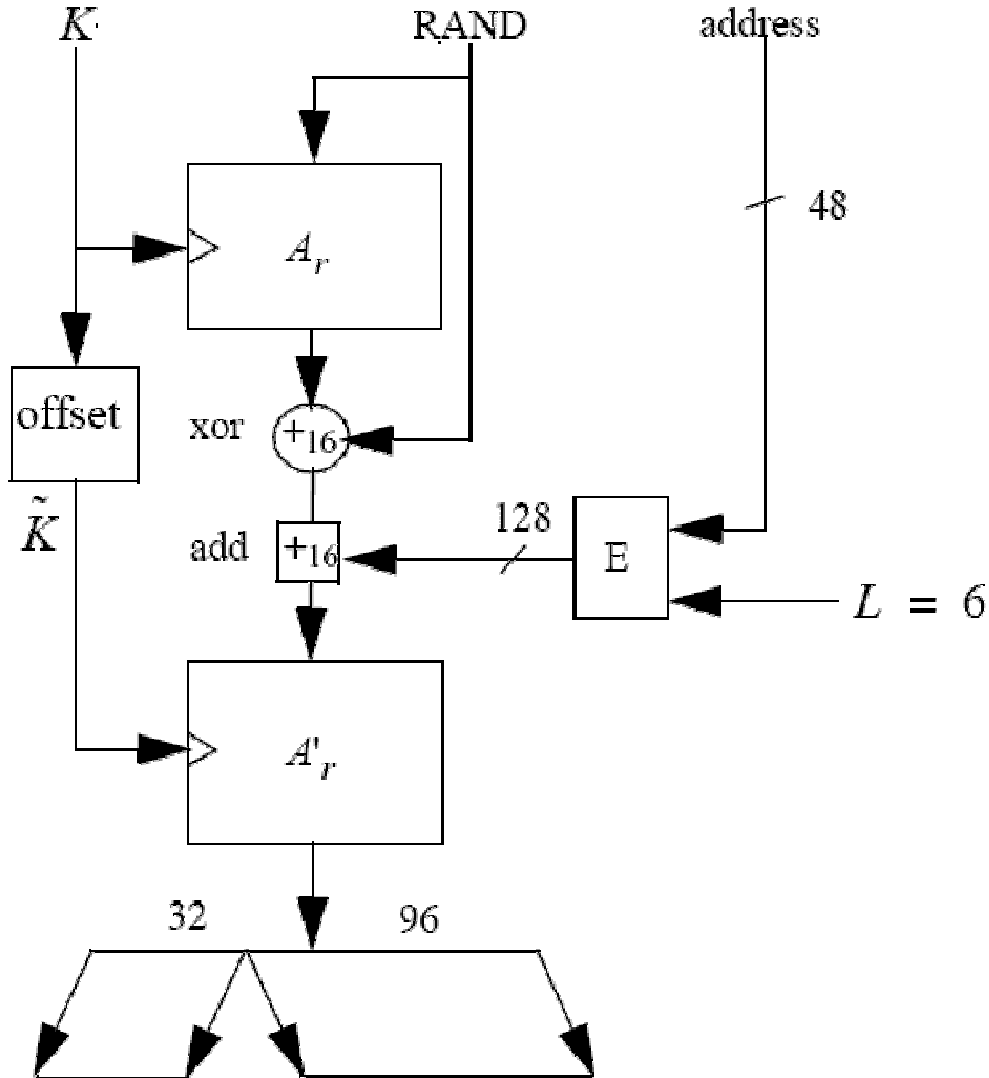 K RAND address
48
A_r
offset
xor +16
K̃
128
add +16
E
L = 6
A'_r
32 96